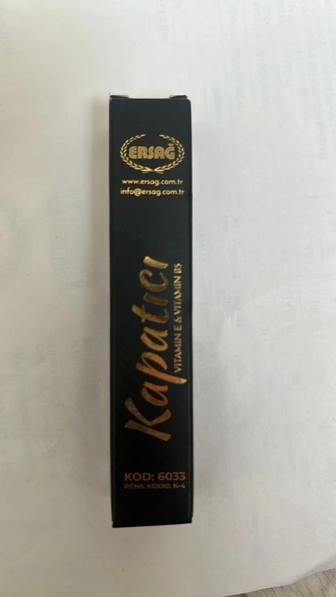 ERSAĞ
www.ersag.com.tr
info@ersag.com.tr
Kapatıcı
VITAMIN E & VITAMIN B5
KOD: 6033
RENK KODU: K-4